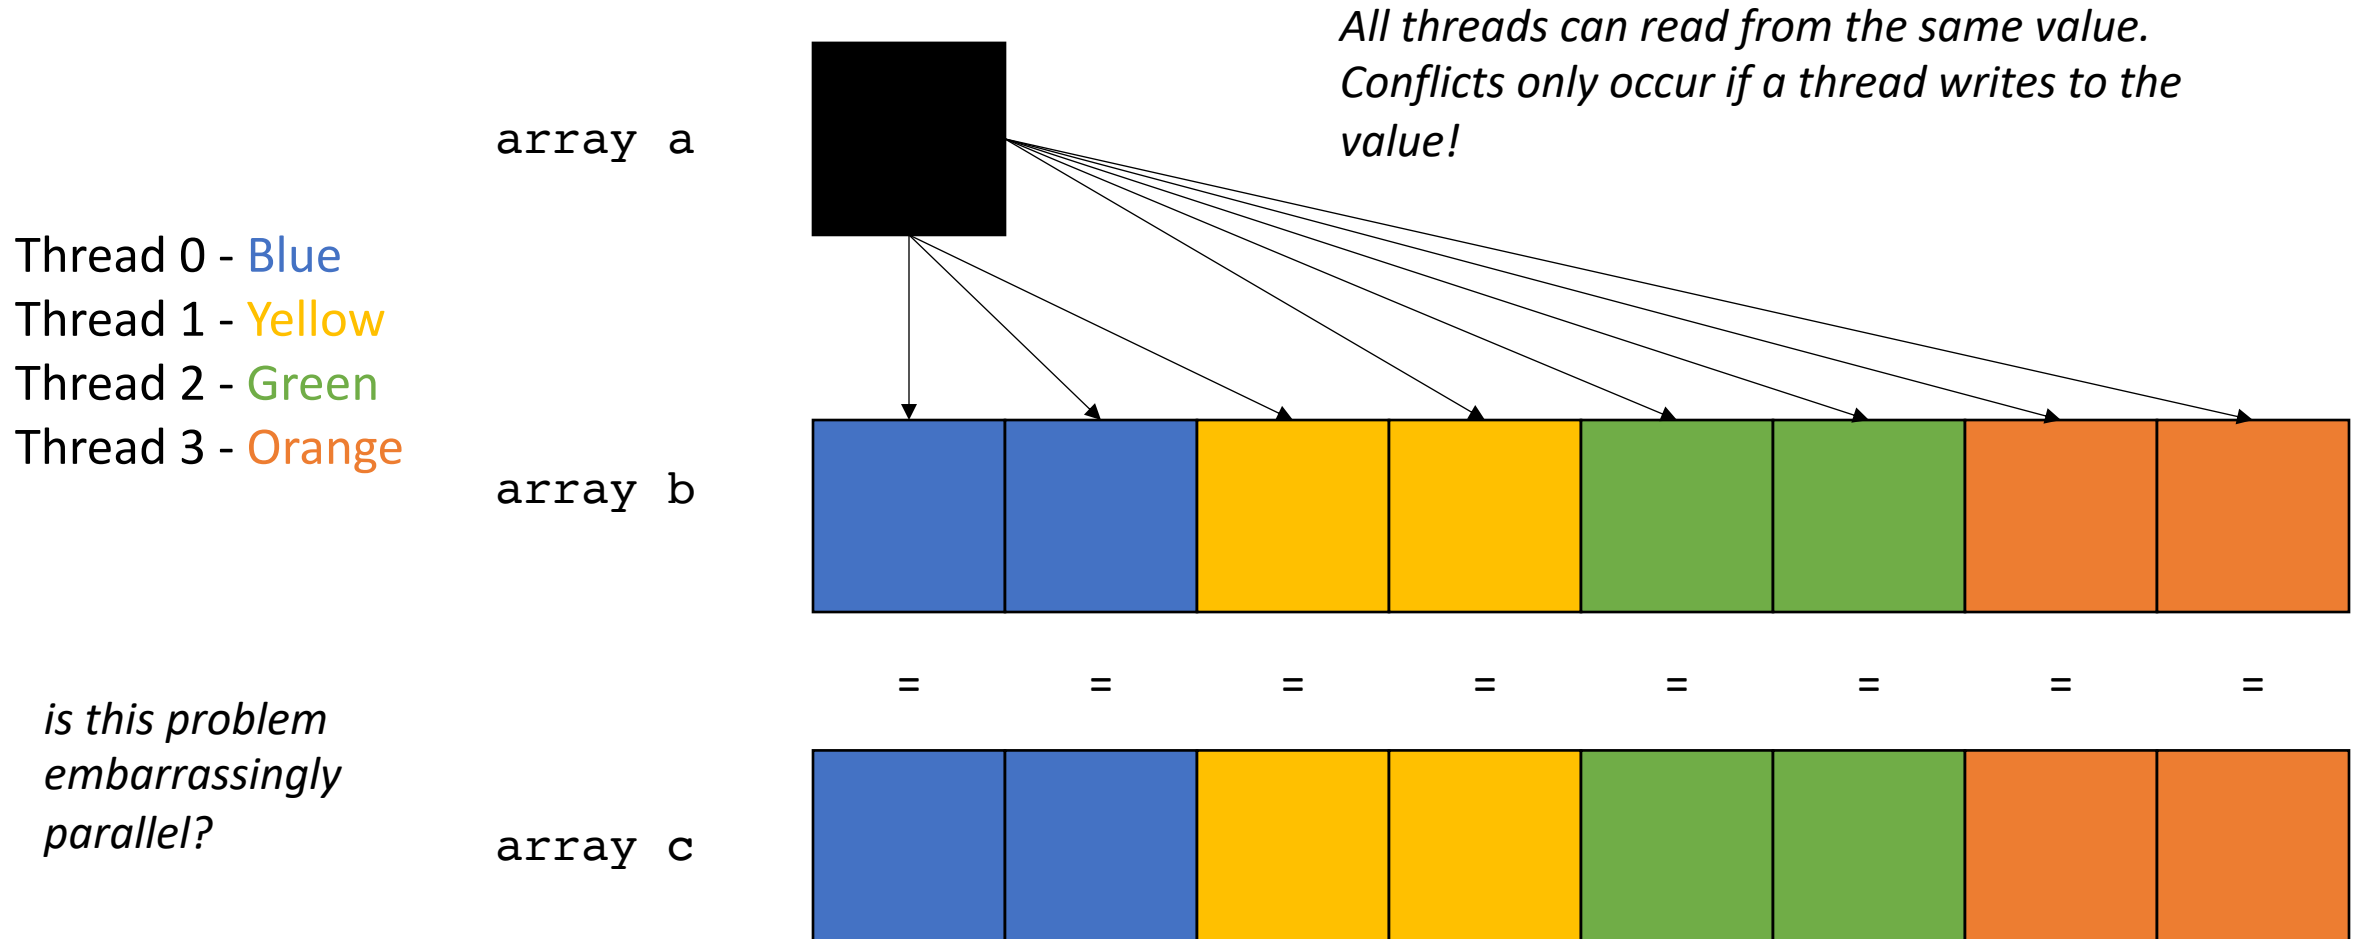 All threads can read from the same value.
Conflicts only occur if a thread writes to the
value!
array a
Thread 0 - Blue
Thread 1 - Yellow
Thread 2 - Green
Thread 3 - Orange
array b
= = = = = = = =
is this problem
embarrassingly
parallel?
array c